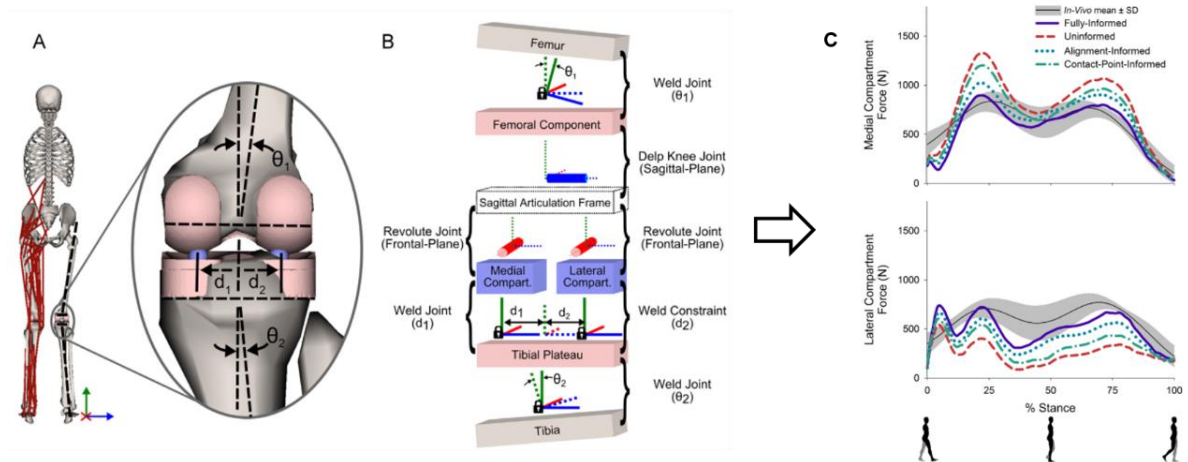 A
θ1
d1 d2
θ2
B
Femur
θ1
Weld Joint
(θ1)
Femoral Component
Delp Knee Joint
(Sagittal-Plane)
Sagittal Articulation Frame
Revolute Joint
(Frontal-Plane)
Revolute Joint
(Frontal-Plane)
Medial
Compart.
Lateral
Compart.
Weld Joint
(d1)
d1 d2
Weld Constraint
(d2)
Tibial Plateau
θ2
Weld Joint
(θ2)
Tibia
C
In-Vivo mean ± SD
Fully-Informed
Uninformed
Alignment-Informed
Contact-Point-Informed
Medial Compartment
Force (N)
1500
1000
500
0
Lateral Compartment
Force (N)
1500
1000
500
0
0 25 50 75 100
% Stance